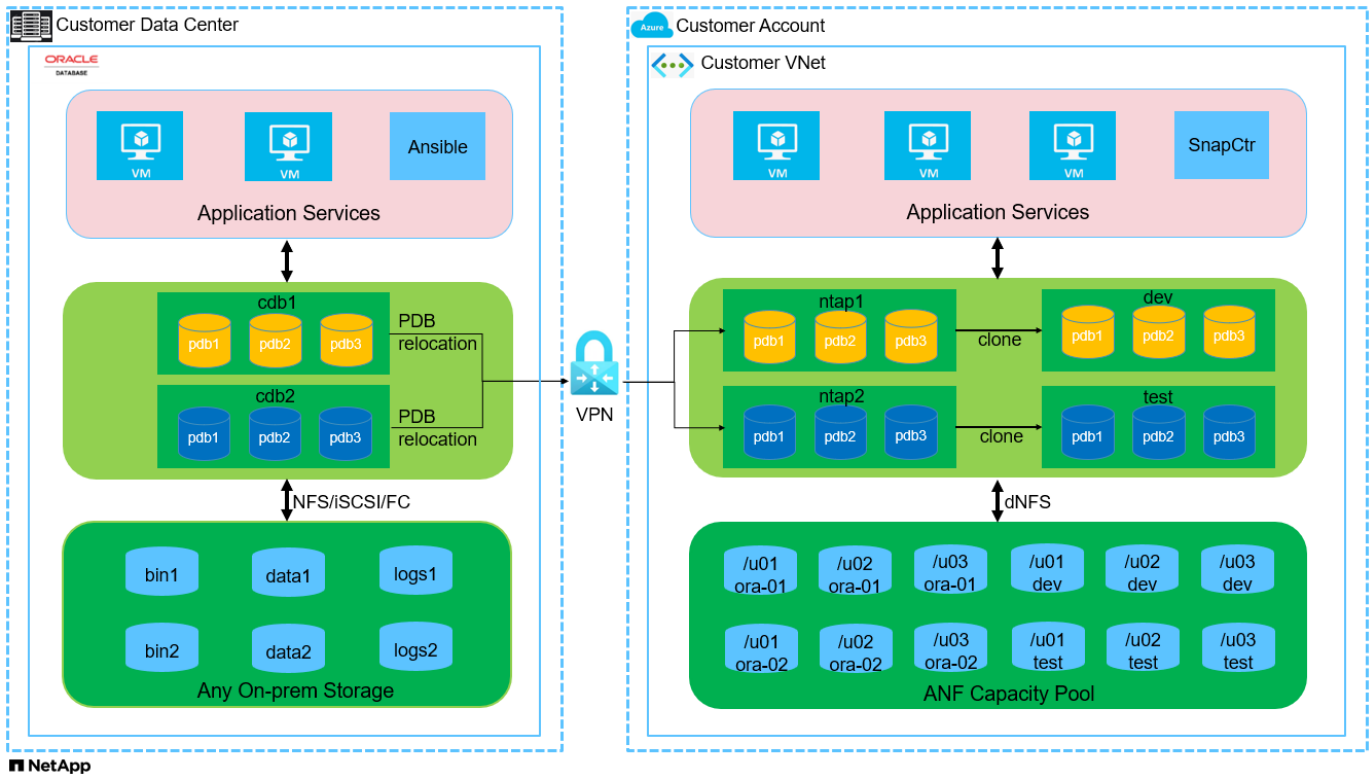 Customer Data Center
ORACLE
DATABASE
VM
VM
Ansible
Application Services
cdb1
pdb1
pdb2
pdb3
PDB
relocation
cdb2
pdb1
pdb2
pdb3
PDB
relocation
NFS/iSCSI/FC
bin1
data1
logs1
bin2
data2
logs2
Any On-prem Storage
VPN
Azure
Customer Account
Customer VNet
VM
VM
VM
SnapCtr
Application Services
ntap1
pdb1
pdb2
pdb3
clone
dev
pdb1
pdb2
pdb3
ntap2
pdb1
pdb2
pdb3
clone
test
pdb1
pdb2
pdb3
dNFS
/u01
ora-01
/u02
ora-01
/u03
ora-01
/u01
dev
/u02
dev
/u03
dev
/u01
ora-02
/u02
ora-02
/u03
ora-02
/u01
test
/u02
test
/u03
test
ANF Capacity Pool
NetApp